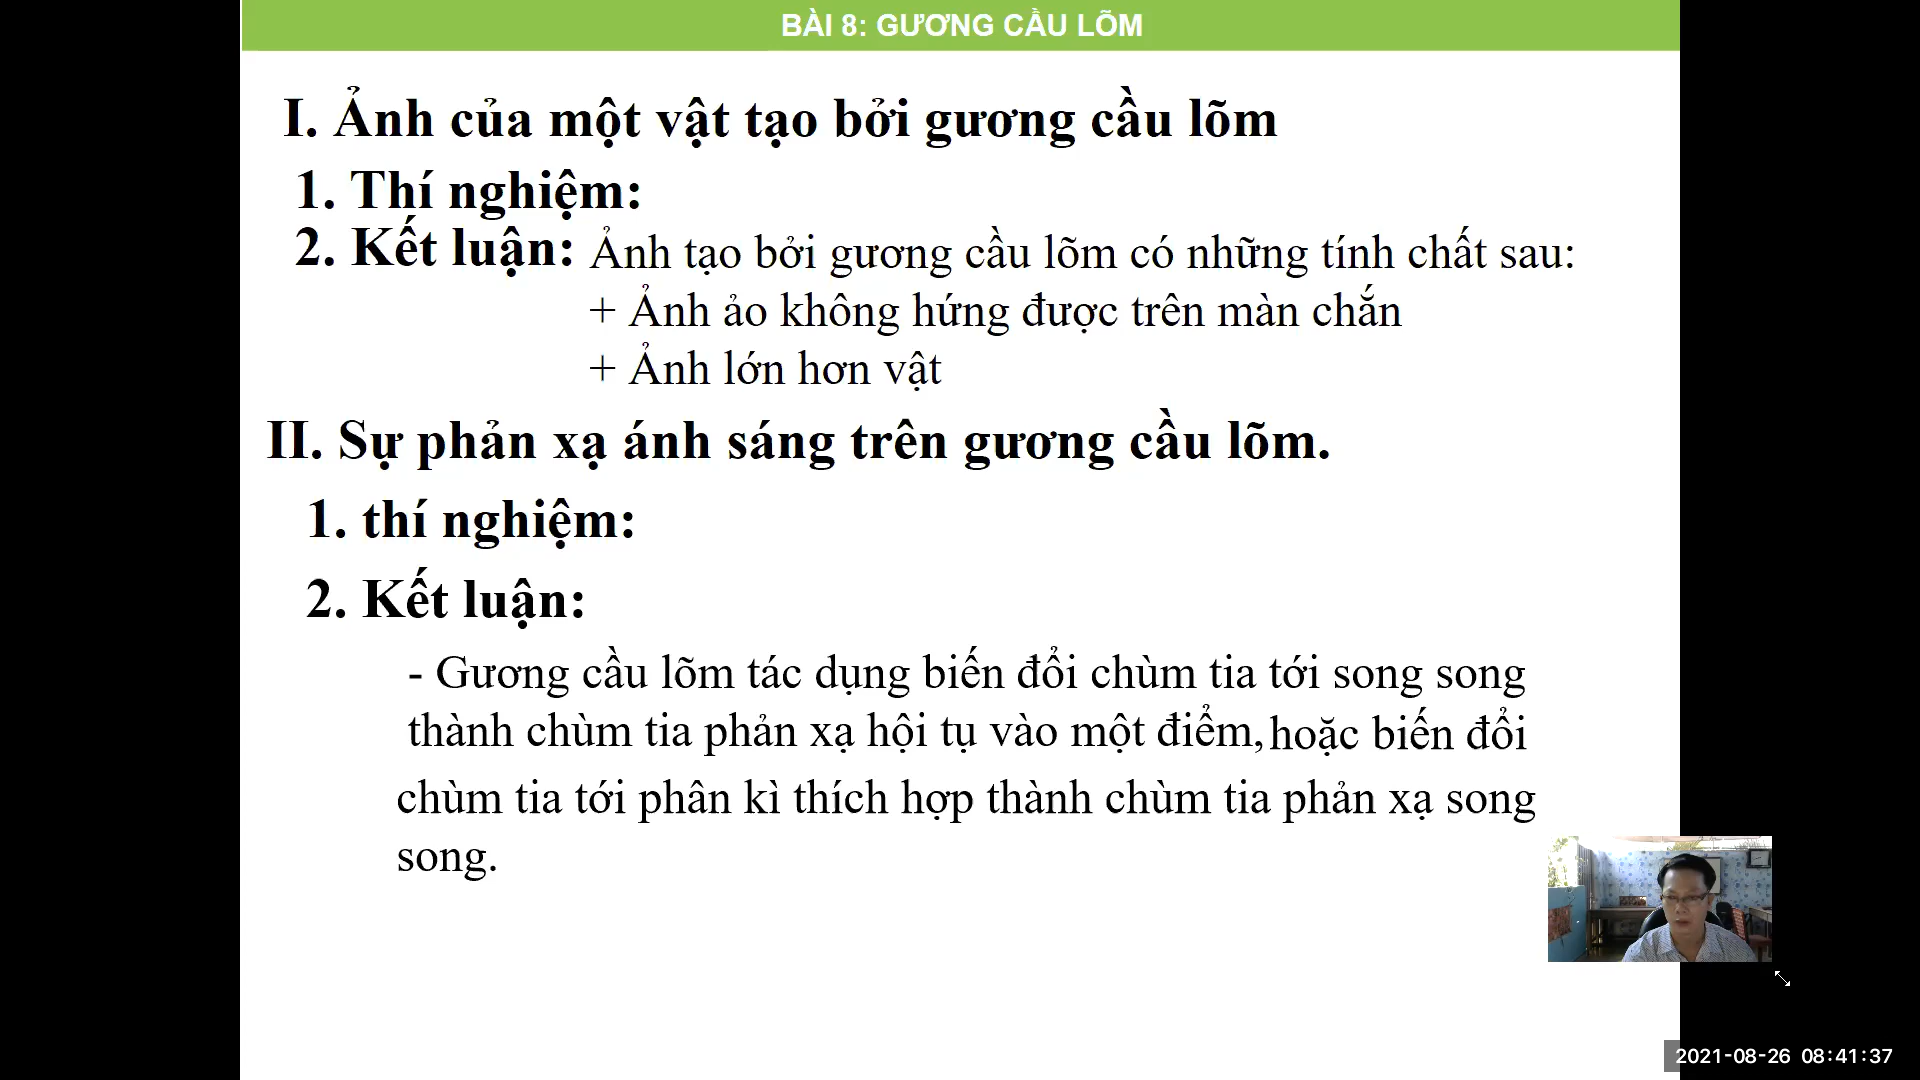 BÀI 8: GƯƠNG CẦU LÕM
I. Ảnh của một vật tạo bởi gương cầu lõm
1. Thí nghiệm:
2. Kết luận: Ảnh tạo bởi gương cầu lõm có những tính chất sau:
+ Ảnh ảo không hứng được trên màn chắn
+ Ảnh lớn hơn vật
II. Sự phản xạ ánh sáng trên gương cầu lõm.
1. thí nghiệm:
2. Kết luận:
- Gương cầu lõm tác dụng biến đổi chùm tia tới song song
thành chùm tia phản xạ hội tụ vào một điểm, hoặc biến đổi
chùm tia tới phân kì thích hợp thành chùm tia phản xạ song
song.
2021-08-26 08:41:37